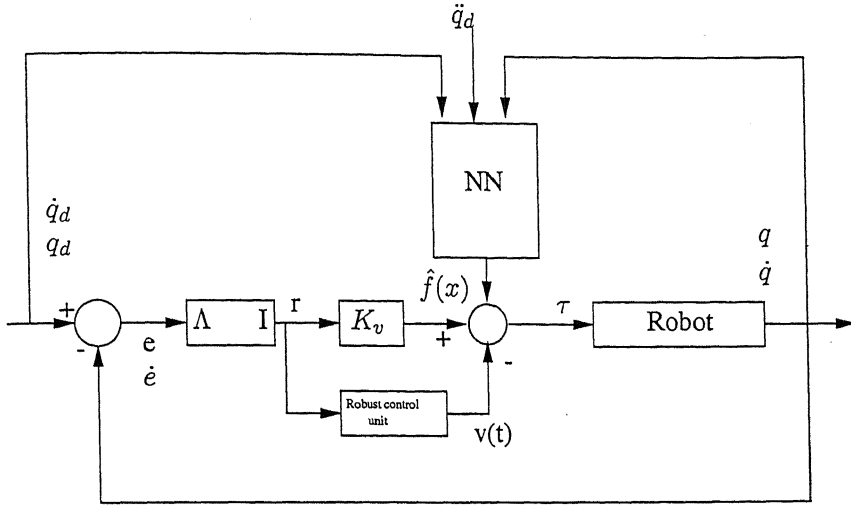 q̈_d
NN
q̇_d
q_d
q
q̇
f̂(x)
+
-
e
ė
Λ I
r
K_v
+
-
τ
Robot
Robust control
unit
v(t)